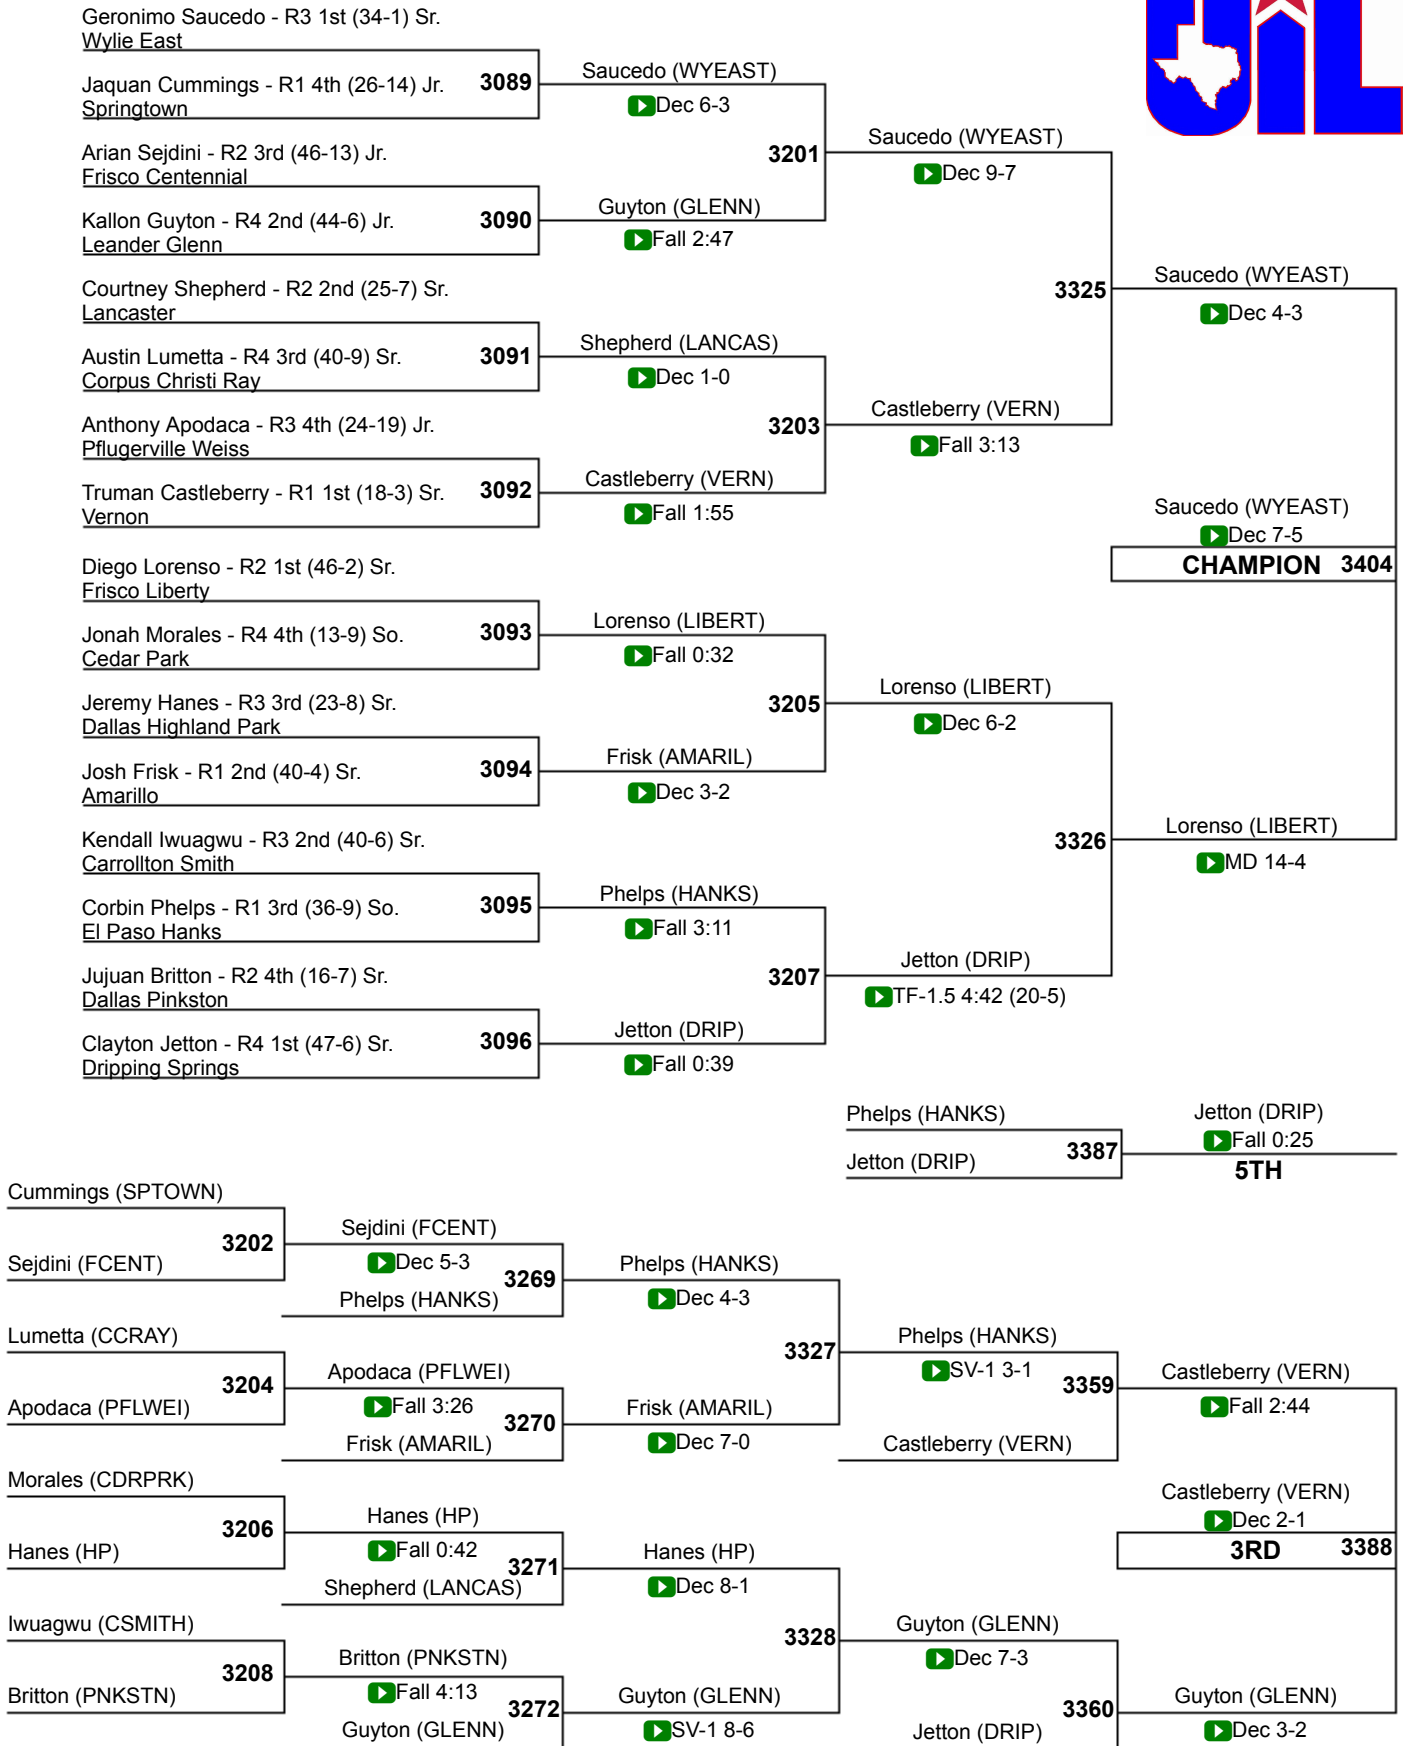 UIL
Geronimo Saucedo - R3 1st (34-1) Sr.
Wylie East
3089
Jaquan Cummings - R1 4th (26-14) Jr.
Springtown
Saucedo (WYEAST)
Dec 6-3
3201
Arian Sejdini - R2 3rd (46-13) Jr.
Frisco Centennial
3090
Kallon Guyton - R4 2nd (44-6) Jr.
Leander Glenn
Guyton (GLENN)
Fall 2:47
Saucedo (WYEAST)
Dec 9-7
3325
Courtney Shepherd - R2 2nd (25-7) Sr.
Lancaster
3091
Austin Lumetta - R4 3rd (40-9) Sr.
Corpus Christi Ray
Shepherd (LANCAS)
Dec 1-0
3203
Anthony Apodaca - R3 4th (24-19) Jr.
Pflugerville Weiss
3092
Truman Castleberry - R1 1st (18-3) Sr.
Vernon
Castleberry (VERN)
Fall 1:55
Castleberry (VERN)
Fall 3:13
Saucedo (WYEAST)
Dec 4-3
Saucedo (WYEAST)
Dec 7-5
CHAMPION 3404
Diego Lorenso - R2 1st (46-2) Sr.
Frisco Liberty
3093
Jonah Morales - R4 4th (13-9) So.
Cedar Park
Lorenso (LIBERT)
Fall 0:32
3205
Jeremy Hanes - R3 3rd (23-8) Sr.
Dallas Highland Park
3094
Josh Frisk - R1 2nd (40-4) Sr.
Amarillo
Frisk (AMARIL)
Dec 3-2
Lorenso (LIBERT)
Dec 6-2
3326
Kendall Iwuagwu - R3 2nd (40-6) Sr.
Carrollton Smith
3095
Corbin Phelps - R1 3rd (36-9) So.
El Paso Hanks
Phelps (HANKS)
Fall 3:11
3207
Jujuan Britton - R2 4th (16-7) Sr.
Dallas Pinkston
3096
Clayton Jetton - R4 1st (47-6) Sr.
Dripping Springs
Jetton (DRIP)
Fall 0:39
Jetton (DRIP)
TF-1.5 4:42 (20-5)
Lorenso (LIBERT)
MD 14-4
Phelps (HANKS)
3387
Jetton (DRIP)
Jetton (DRIP)
Fall 0:25
5TH
Cummings (SPTOWN)
3202
Sejdini (FCENT)
Sejdini (FCENT)
Dec 5-3
3269
Phelps (HANKS)
Phelps (HANKS)
Dec 4-3
3327
Lumetta (CCRAY)
3204
Apodaca (PFLWEI)
Apodaca (PFLWEI)
Fall 3:26
3270
Frisk (AMARIL)
Frisk (AMARIL)
Dec 7-0
Phelps (HANKS)
SV-1 3-1
3359
Castleberry (VERN)
Castleberry (VERN)
Fall 2:44
Castleberry (VERN)
Dec 2-1
3RD 3388
Morales (CDRPRK)
3206
Hanes (HP)
Hanes (HP)
Fall 0:42
3271
Shepherd (LANCAS)
Hanes (HP)
Dec 8-1
3328
Iwuagwu (CSMITH)
3208
Britton (PNKSTN)
Britton (PNKSTN)
Fall 4:13
3272
Guyton (GLENN)
Guyton (GLENN)
SV-1 8-6
Guyton (GLENN)
Dec 7-3
3360
Jetton (DRIP)
Guyton (GLENN)
Dec 3-2